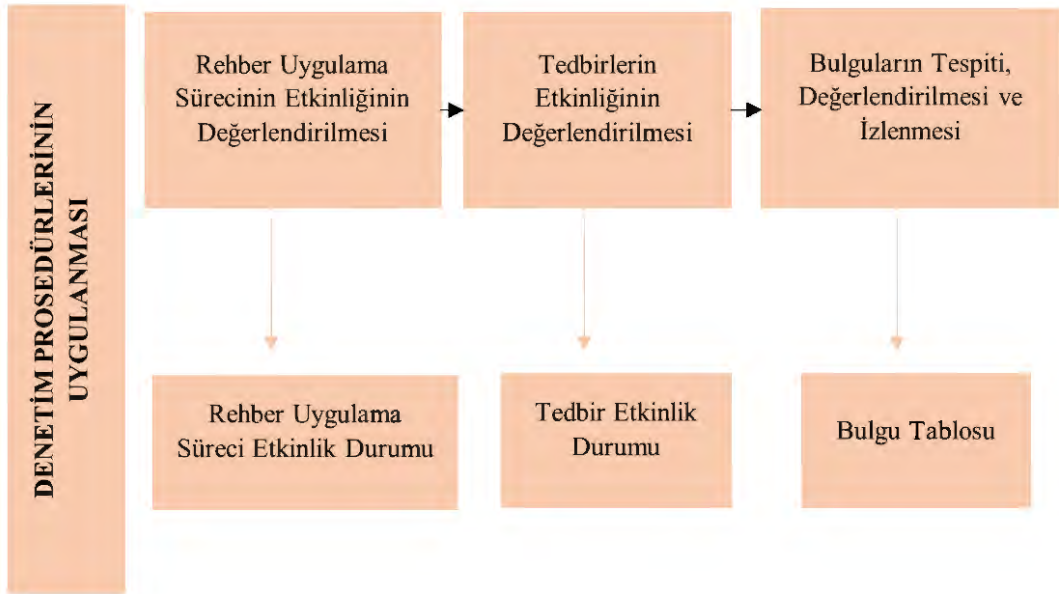 DENETİM PROSEDÜRLERİNİN
UYGULANMASI
Rehber Uygulama
Sürecinin Etkinliğinin
Değerlendirilmesi
Tedbirlerin
Etkinliğinin
Değerlendirilmesi
Bulguların Tespiti,
Değerlendirilmesi ve
İzlenmesi
Rehber Uygulama
Süreci Etkinlik Durumu
Tedbir Etkinlik
Durumu
Bulgu Tablosu